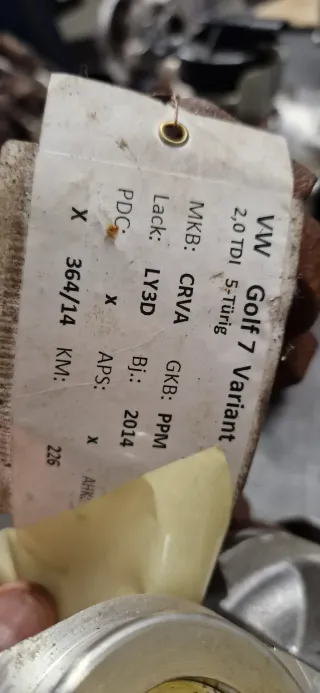 VW Golf 7 Variant
2,0 TDI 5-Türig
MKB: CRVA GKB: PPM
Lack: LY3D Bj.: 2014
PDC x APS: x AHK:
X 364/14 KM: 226